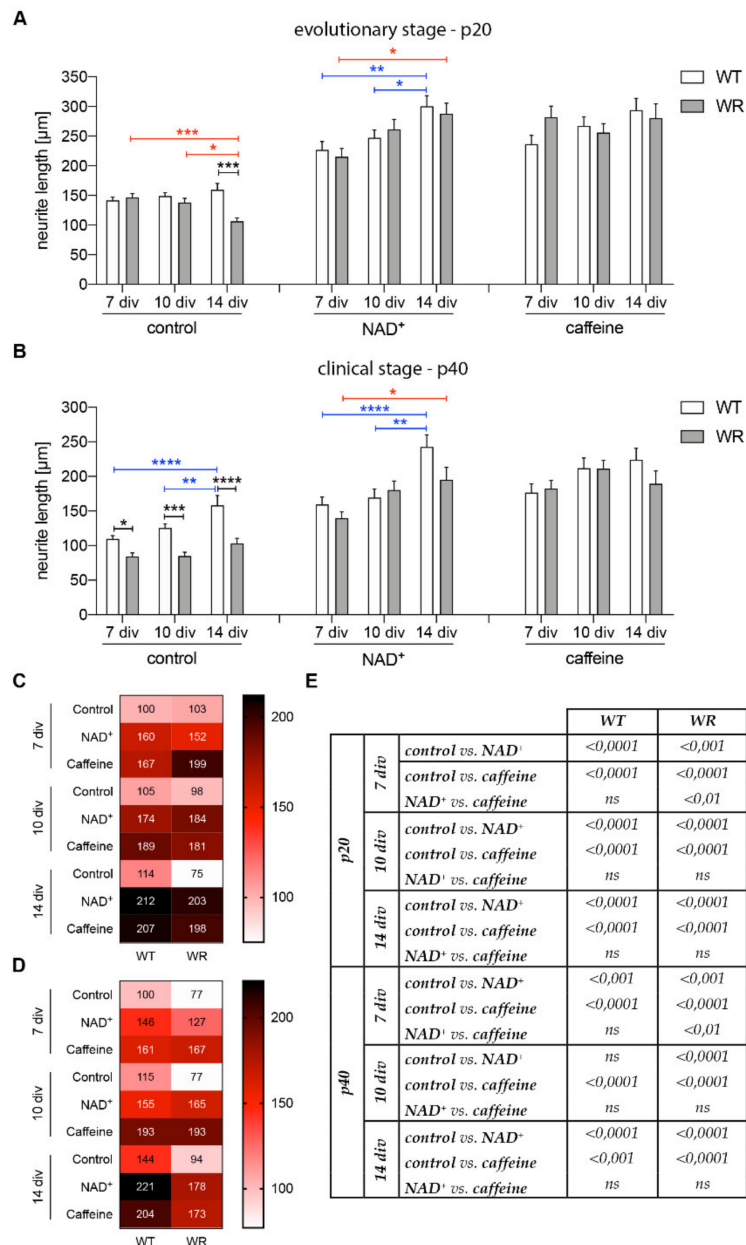 A
evolutionary stage - p20
*
**
*
***
*
***
WT
WR
neurite length [µm]
350
300
250
200
150
100
50
0
7 div 10 div 14 div 7 div 10 div 14 div 7 div 10 div 14 div
control NAD+ caffeine
B
clinical stage - p40
*
****
**
****
**
****
***
*
WT
WR
neurite length [µm]
300
250
200
150
100
50
0
7 div 10 div 14 div 7 div 10 div 14 div 7 div 10 div 14 div
control NAD+ caffeine
C
7 div
Control 100 103
NAD+ 160 152
Caffeine 167 199
10 div
Control 105 98
NAD+ 174 184
Caffeine 189 181
14 div
Control 114 75
NAD+ 212 203
Caffeine 207 198
WT WR
200
150
100
D
7 div
Control 100 77
NAD+ 146 127
Caffeine 161 167
10 div
Control 115 77
NAD+ 155 165
Caffeine 193 193
14 div
Control 144 94
NAD+ 221 178
Caffeine 204 173
WT WR
200
150
100
E
WT WR
p20
7 div
control vs. NAD+ <0,0001 <0,001
control vs. caffeine <0,0001 <0,0001
NAD+ vs. caffeine ns <0,01
10 div
control vs. NAD+ <0,0001 <0,0001
control vs. caffeine <0,0001 <0,0001
NAD+ vs. caffeine ns ns
14 div
control vs. NAD+ <0,0001 <0,0001
control vs. caffeine <0,0001 <0,0001
NAD+ vs. caffeine ns ns
p40
7 div
control vs. NAD+ <0,001 <0,001
control vs. caffeine <0,0001 <0,0001
NAD+ vs. caffeine ns <0,01
10 div
control vs. NAD+ ns <0,0001
control vs. caffeine <0,0001 <0,0001
NAD+ vs. caffeine ns ns
14 div
control vs. NAD+ <0,0001 <0,0001
control vs. caffeine <0,001 <0,0001
NAD+ vs. caffeine ns ns